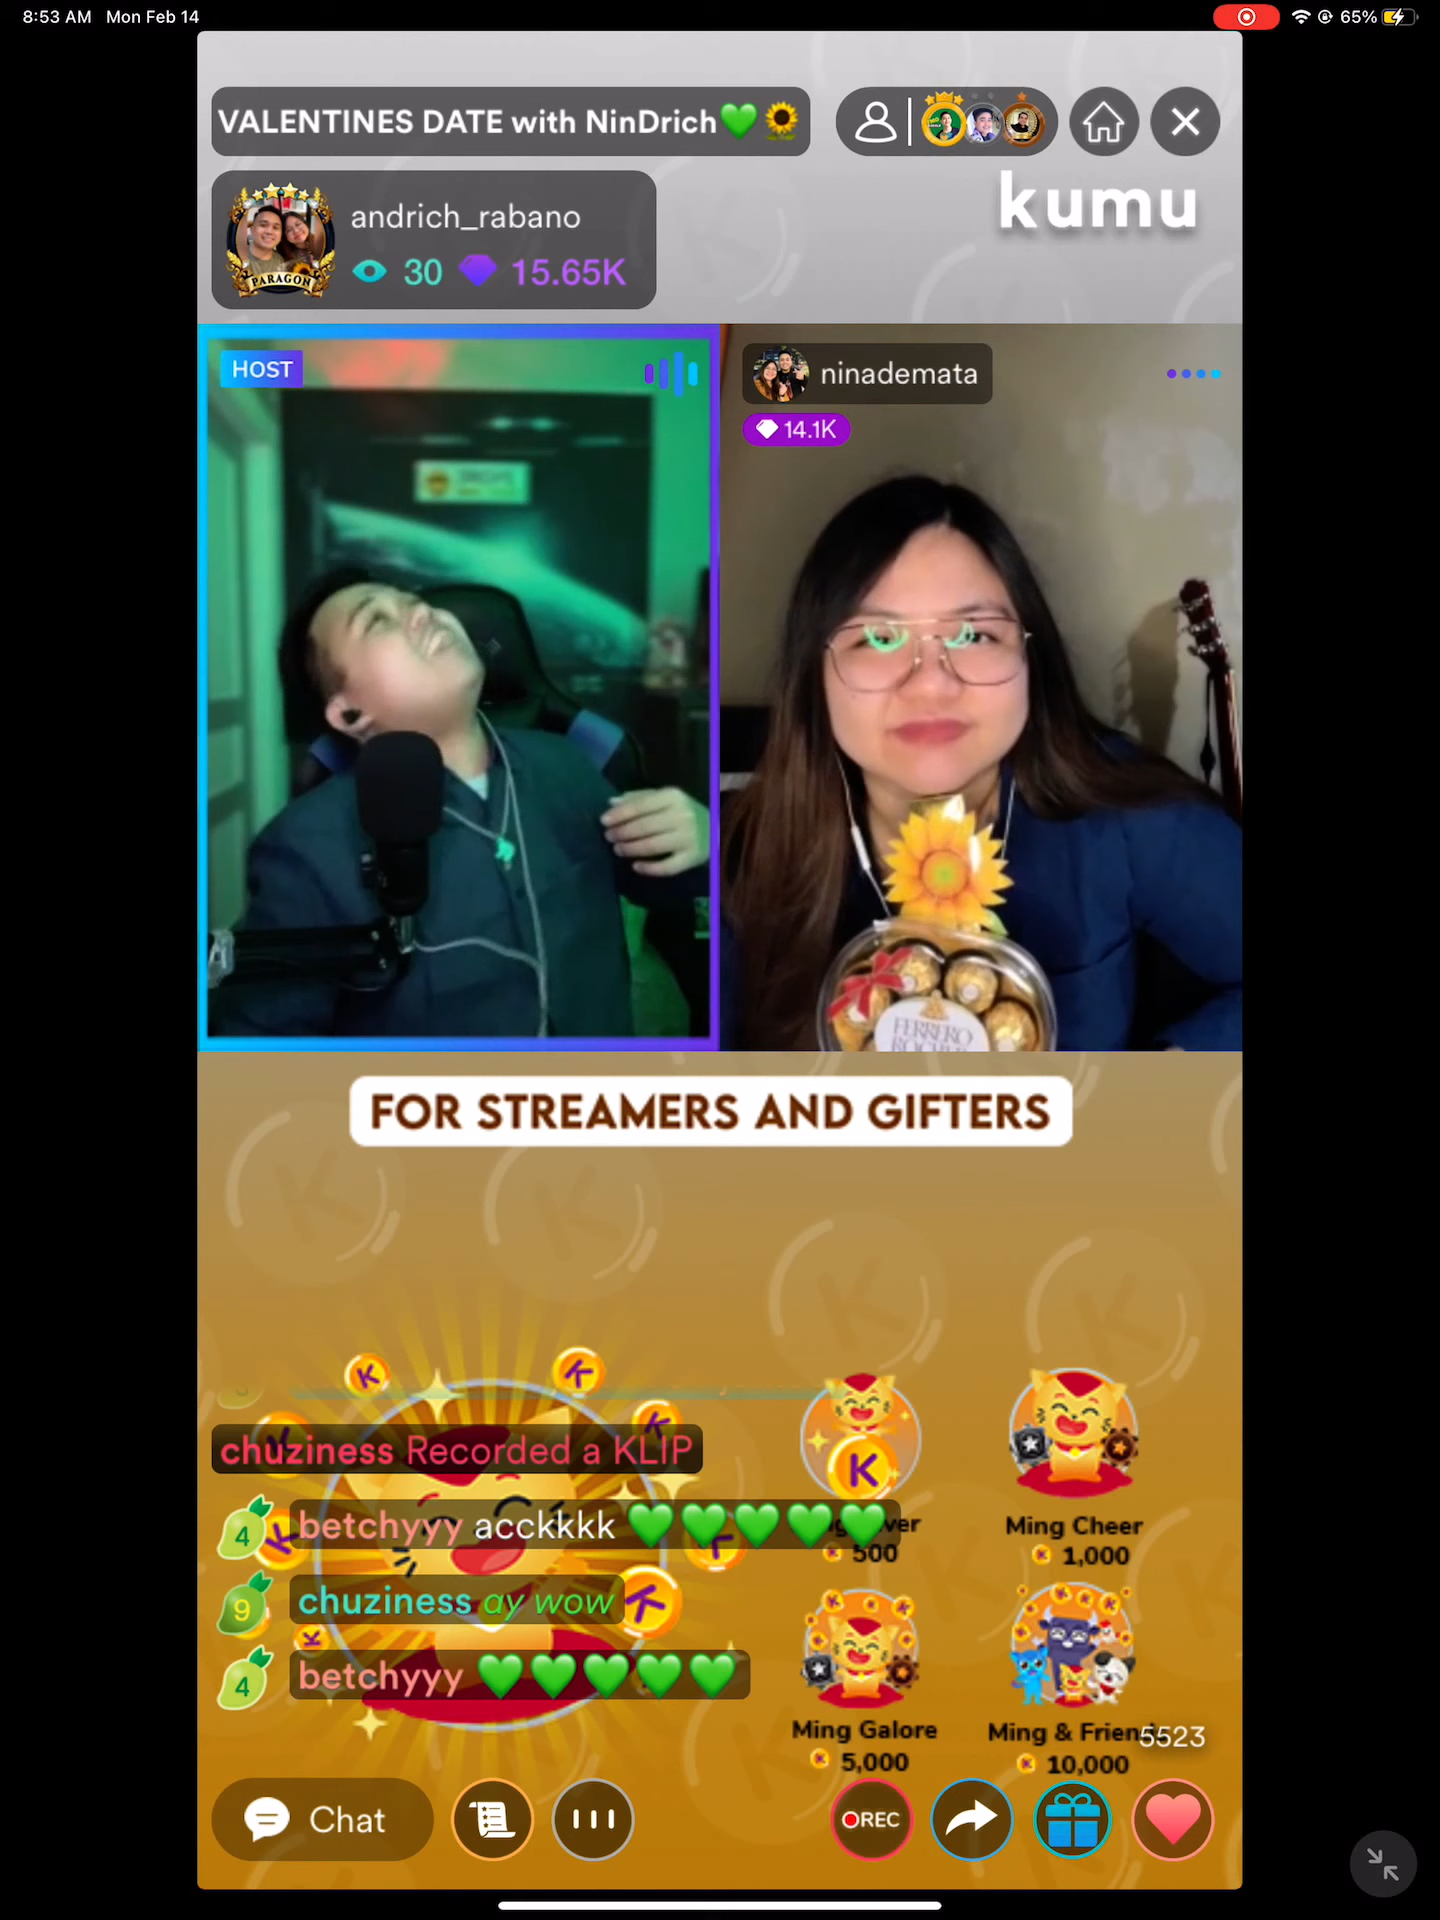 8:53 AM Mon Feb 14
65%
VALENTINES DATE with NinDrich💚🌻
kumu
andrich_rabano
PARAGON
30 15.65K
HOST
ninademata
14.1K
FERRERO
FOR STREAMERS AND GIFTERS
chuziness Recorded a KLIP
4 betchyyy acckkkk 💚💚💚💚💚
9 chuziness ay wow
4 betchyyy 💚💚💚💚💚
K
500
Ming Cheer
1,000
Ming Galore
5,000
Ming & Friends
10,000
5523
Chat
REC